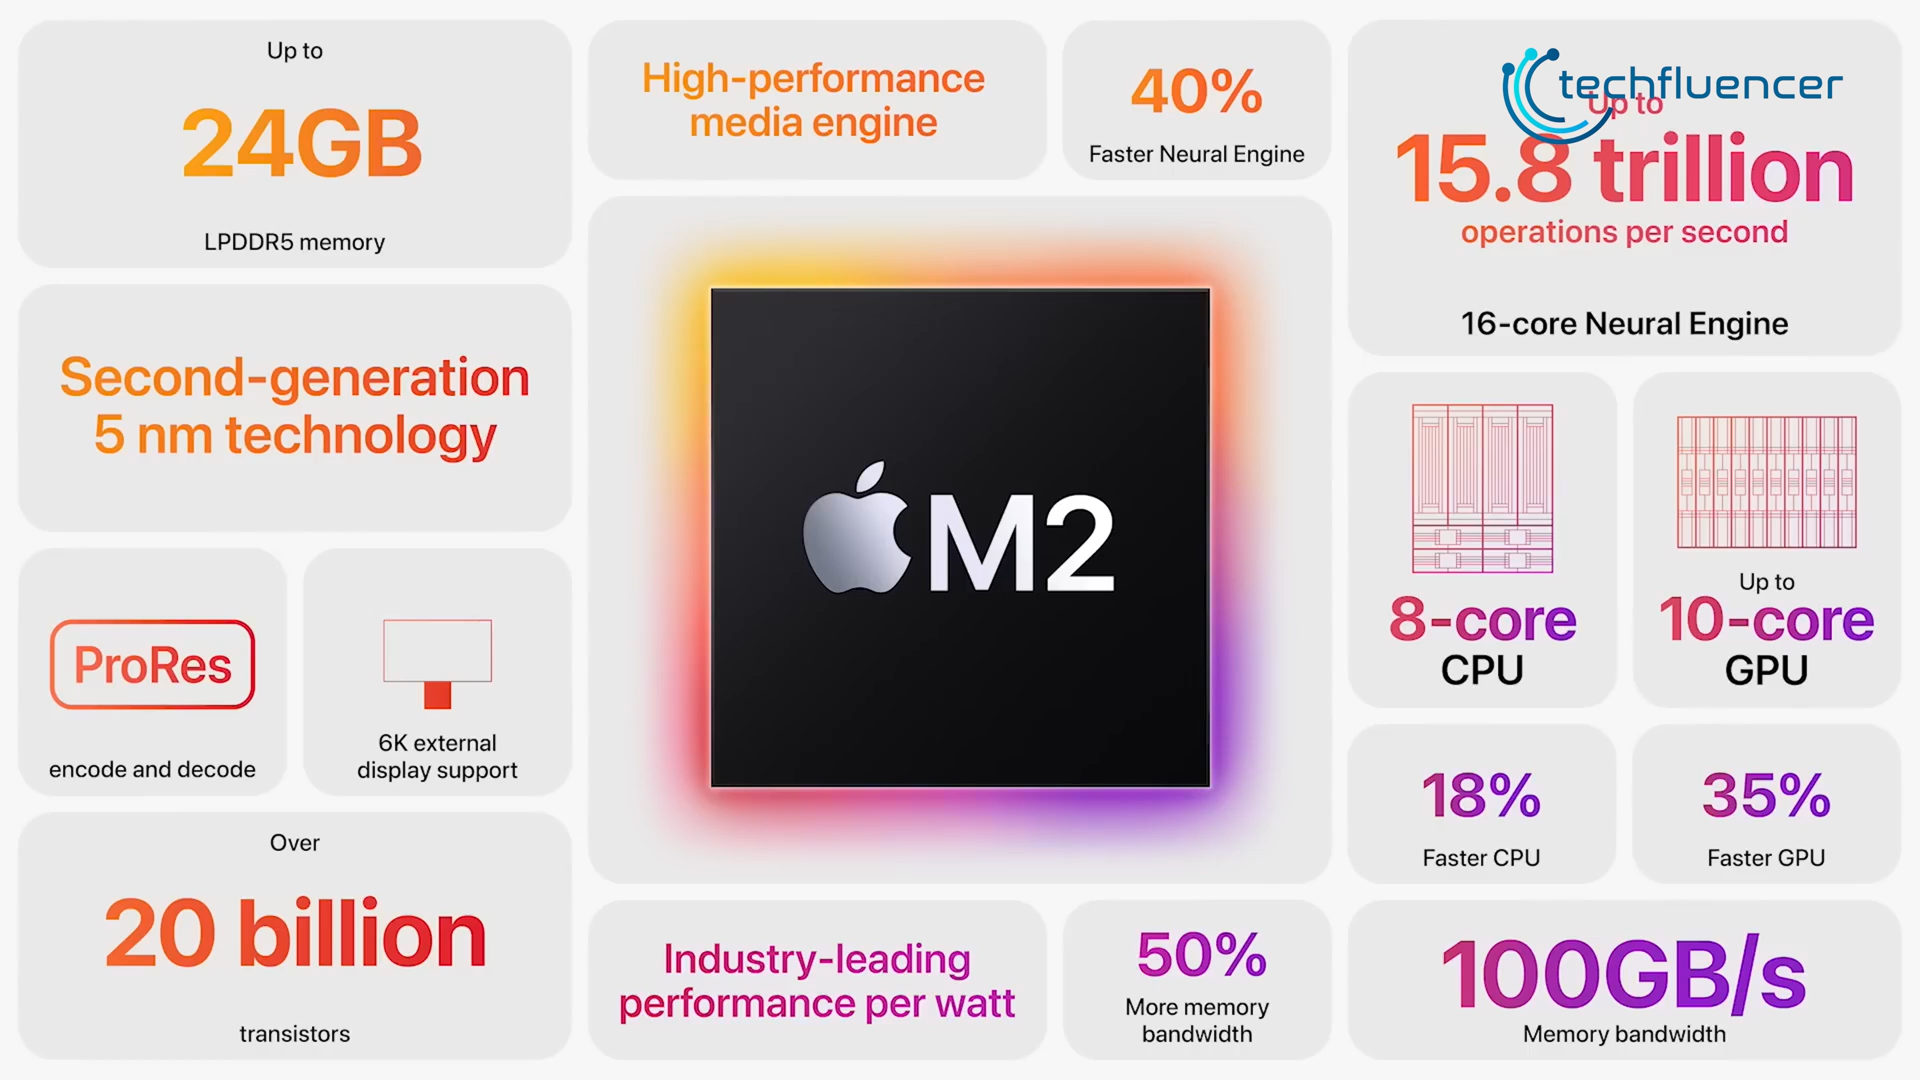 Up to
24GB
LPDDR5 memory
High-performance
media engine
40%
Faster Neural Engine
techfluencer
Up to
15.8 trillion
operations per second
16-core Neural Engine
Second-generation
5 nm technology
M2
8-core
CPU
Up to
10-core
GPU
ProRes
encode and decode
6K external
display support
18%
Faster CPU
35%
Faster GPU
Over
20 billion
transistors
Industry-leading
performance per watt
50%
More memory
bandwidth
100GB/s
Memory bandwidth